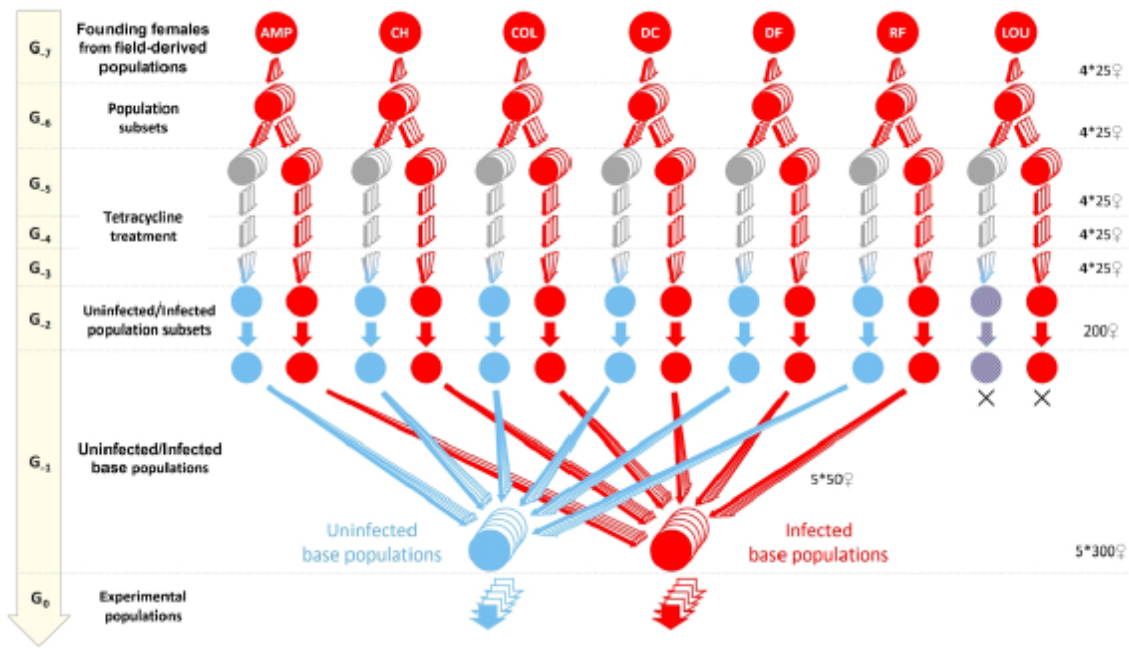 Founding females
from field-derived
populations
G-7
AMP
CH
COL
DC
DF
RF
LOU
4*25♀
G-6
Population
subsets
4*25♀
G-5
4*25♀
Tetracycline
treatment
G-4
4*25♀
G-3
4*25♀
G-2
Uninfected/Infected
population subsets
200♀
G-1
Uninfected/Infected
base populations
5*50♀
Uninfected
base populations
Infected
base populations
5*300♀
G0
Experimental
populations